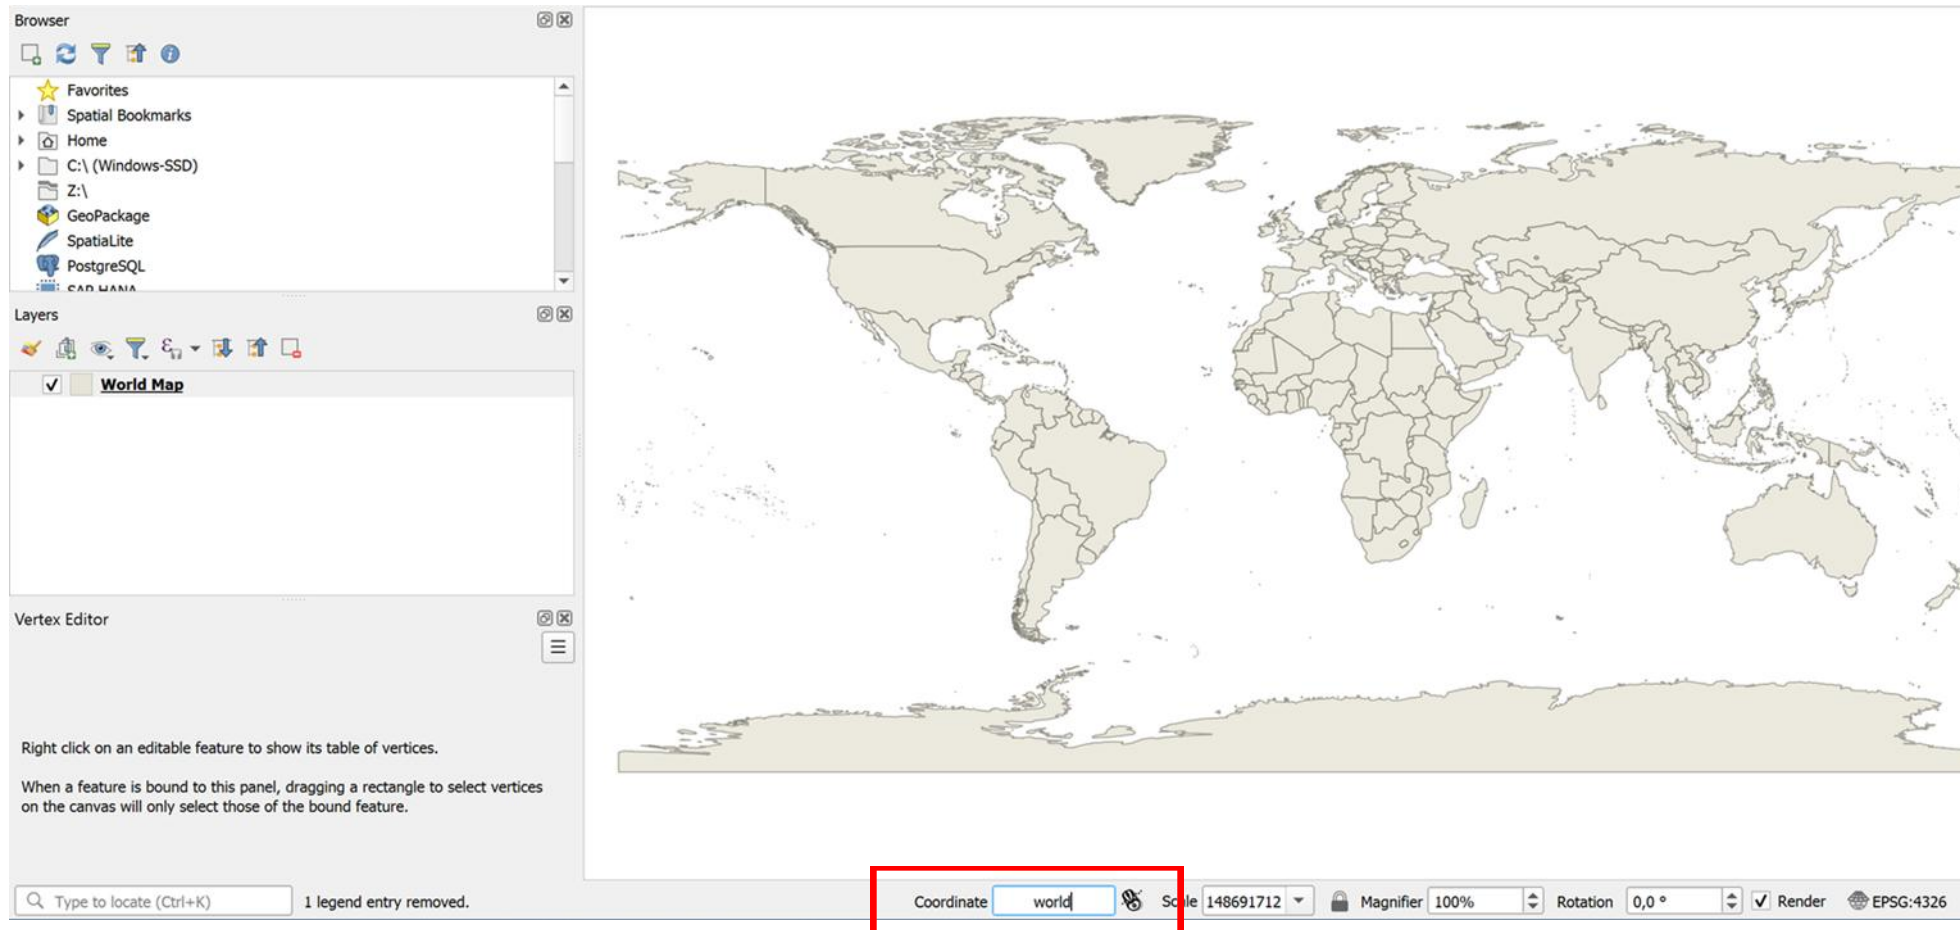 Browser
Favorites
Spatial Bookmarks
Home
C:\ (Windows-SSD)
Z:\
GeoPackage
SpatiaLite
PostgreSQL
SAP HANA
Layers
World Map
Vertex Editor
Right click on an editable feature to show its table of vertices.
When a feature is bound to this panel, dragging a rectangle to select vertices
on the canvas will only select those of the bound feature.
Type to locate (Ctrl+K) 1 legend entry removed. Coordinate world Scale 148691712 Magnifier 100% Rotation 0,0 ° Render EPSG:4326